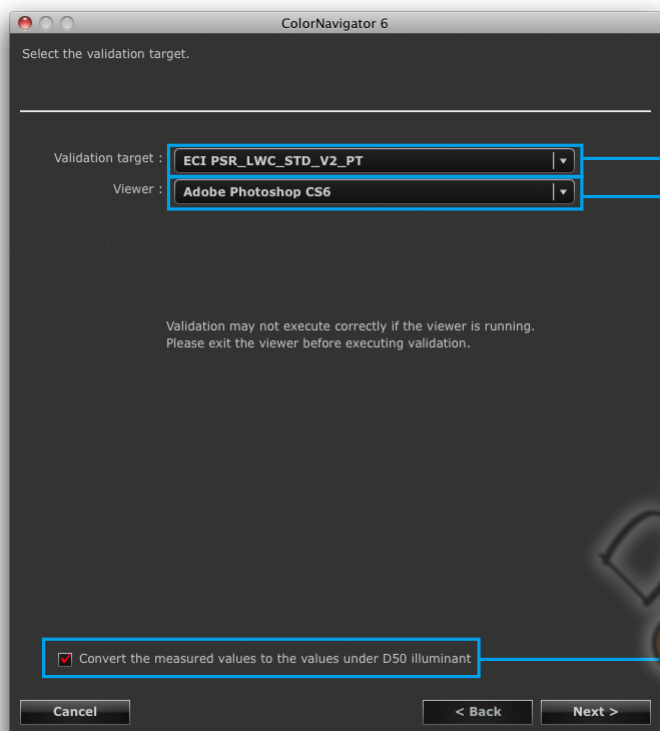 ColorNavigator 6
Select the validation target.
Validation target : ECI PSR_LWC_STD_V2_PT
Viewer : Adobe Photoshop CS6
Validation may not execute correctly if the viewer is running.
Please exit the viewer before executing validation.
Convert the measured values to the values under D50 illuminant
Cancel < Back Next >